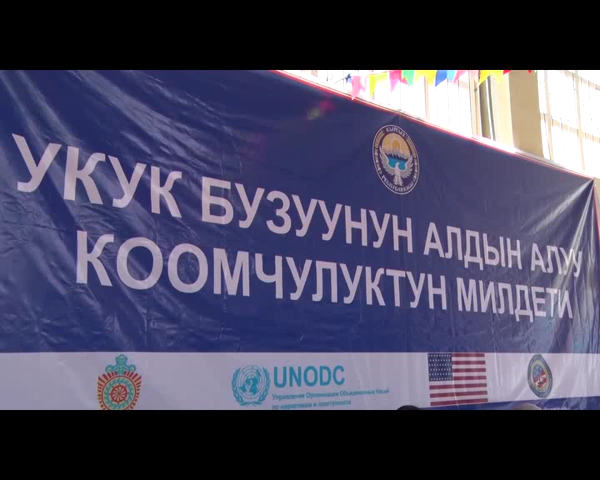 УКУК БУЗУУНУН АЛДЫН АЛУУ
КООМЧУЛУКТУН МИЛДЕТИ
UNODC
Управление Организации Объединенных Наций
по наркотикам и преступности